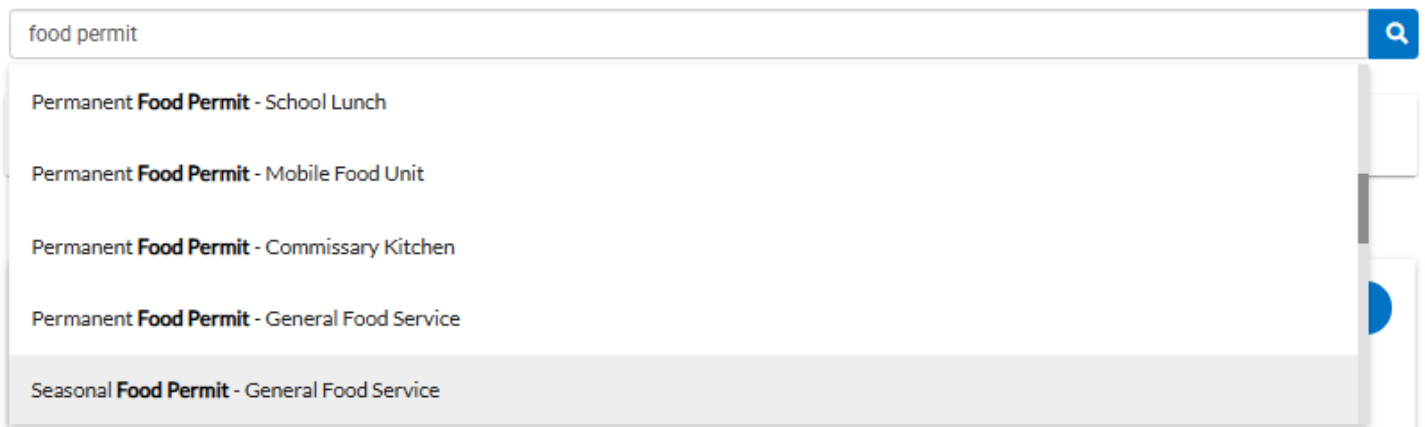 food permit
Permanent Food Permit - School Lunch
Permanent Food Permit - Mobile Food Unit
Permanent Food Permit - Commissary Kitchen
Permanent Food Permit - General Food Service
Seasonal Food Permit - General Food Service